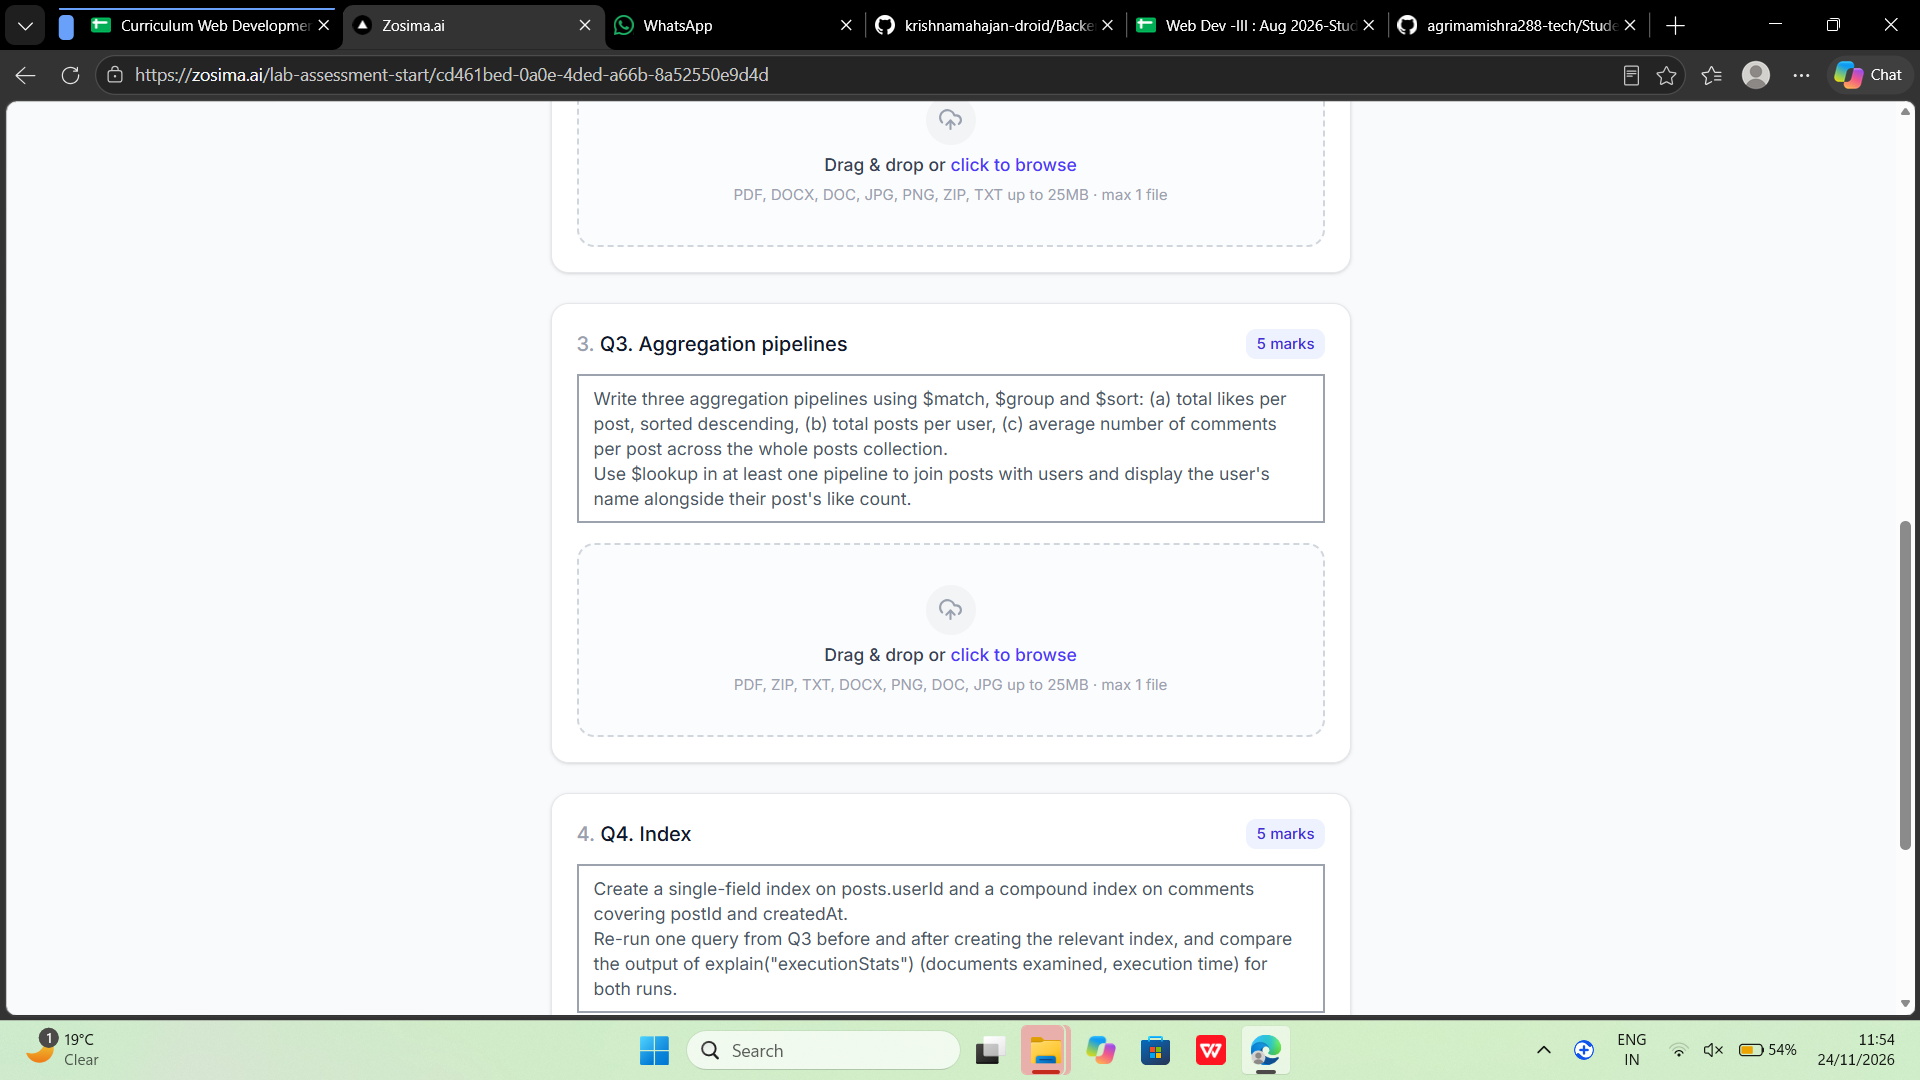 Curriculum Web Developmer
Zosima.ai
WhatsApp
krishnamahajan-droid/Backe
Web Dev -III : Aug 2026-Stud
agrimamishra288-tech/Stude
https://zosima.ai/lab-assessment-start/cd461bed-0a0e-4ded-a66b-8a52550e9d4d
Chat
Drag & drop or click to browse
PDF, DOCX, DOC, JPG, PNG, ZIP, TXT up to 25MB · max 1 file
3. Q3. Aggregation pipelines
5 marks
Write three aggregation pipelines using $match, $group and $sort: (a) total likes per
post, sorted descending, (b) total posts per user, (c) average number of comments
per post across the whole posts collection.
Use $lookup in at least one pipeline to join posts with users and display the user's
name alongside their post's like count.
Drag & drop or click to browse
PDF, ZIP, TXT, DOCX, PNG, DOC, JPG up to 25MB · max 1 file
4. Q4. Index
5 marks
Create a single-field index on posts.userId and a compound index on comments
covering postId and createdAt.
Re-run one query from Q3 before and after creating the relevant index, and compare
the output of explain("executionStats") (documents examined, execution time) for
both runs.
1
19°C
Clear
Search
W
ENG
IN
54%
11:54
24/11/2026